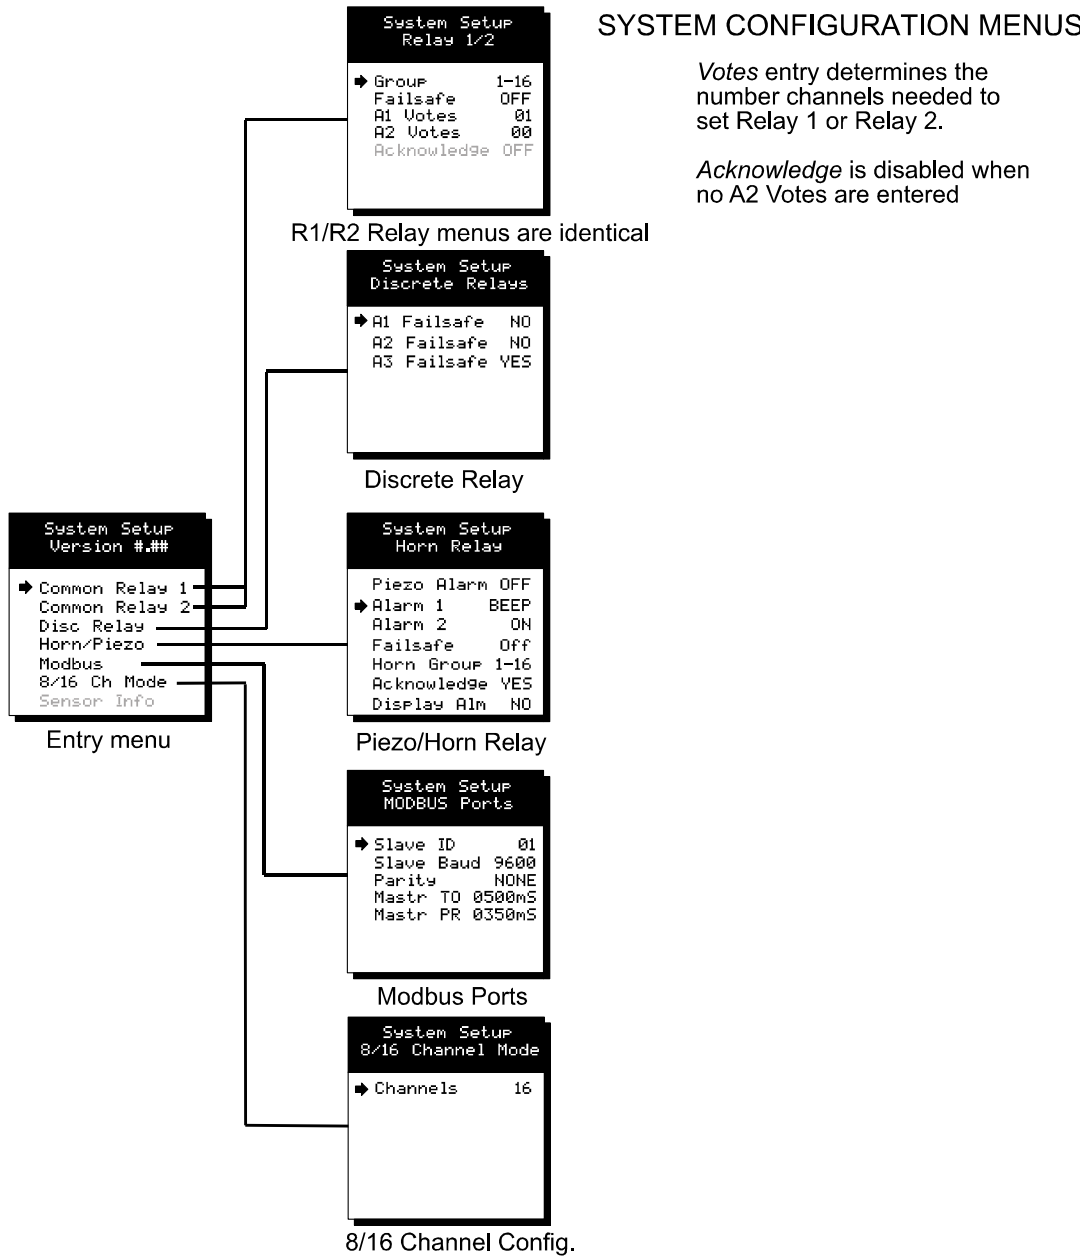 SYSTEM CONFIGURATION MENUS
Votes entry determines the
number channels needed to
set Relay 1 or Relay 2.
Acknowledge is disabled when
no A2 Votes are entered
System Setup
Relay 1/2
Group 1-16
Failsafe OFF
A1 Votes 01
A2 Votes 00
Acknowledge OFF
R1/R2 Relay menus are identical
System Setup
Discrete Relays
A1 Failsafe NO
A2 Failsafe NO
A3 Failsafe YES
Discrete Relay
System Setup
Version #.##
Common Relay 1
Common Relay 2
Disc Relay
Horn/Piezo
Modbus
8/16 Ch Mode
Sensor Info
Entry menu
System Setup
Horn Relay
Piezo Alarm OFF
Alarm 1 BEEP
Alarm 2 ON
Failsafe Off
Horn Group 1-16
Acknowledge YES
Display Alm NO
Piezo/Horn Relay
System Setup
MODBUS Ports
Slave ID 01
Slave Baud 9600
Parity NONE
Mastr TO 0500mS
Mastr PR 0350mS
Modbus Ports
System Setup
8/16 Channel Mode
Channels 16
8/16 Channel Config.